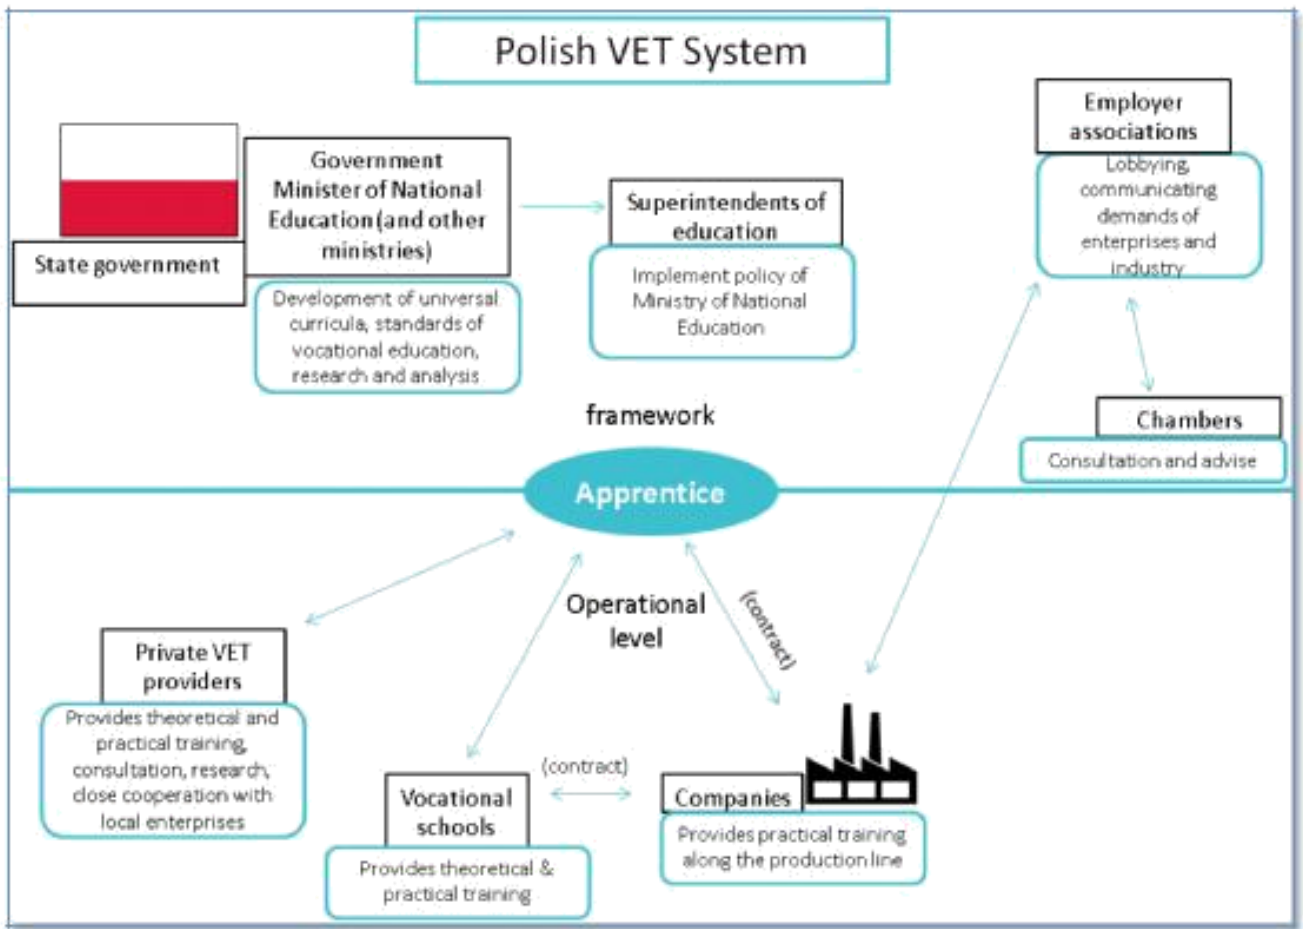 Polish VET System
State government
Government
Minister of National
Education (and other
ministries)
Development of universal
curricula, standards of
vocational education,
research and analysis
Superintendents of
education
Implement policy of
Ministry of National
Education
Employer
associations
Lobbying,
communicating
demands of
enterprises and
industry
Chambers
Consultation and advise
framework
Apprentice
Operational
level
(contract)
Private VET
providers
Provides theoretical and
practical training,
consultation, research,
close cooperation with
local enterprises
Vocational
schools
Provides theoretical &
practical training
(contract)
Companies
Provides practical training
along the production line